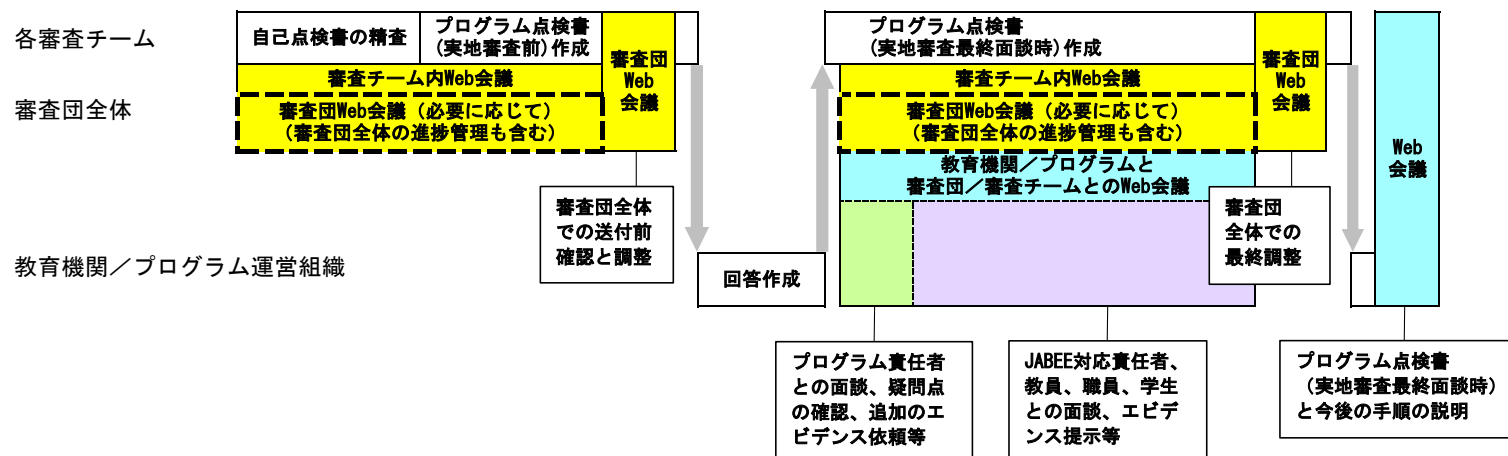 各審査チーム
自己点検書の精査
プログラム点検書
(実地審査前)作成
審査団
Web
会議
審査チーム内Web会議
審査団全体
審査団Web会議（必要に応じて）
（審査団全体の進捗管理も含む）
審査団全体
での送付前
確認と調整
教育機関／プログラム運営組織
回答作成
プログラム点検書
(実地審査最終面談時)作成
審査団
Web
会議
審査チーム内Web会議
審査団Web会議（必要に応じて）
（審査団全体の進捗管理も含む）
教育機関／プログラムと
審査団／審査チームとのWeb会議
審査団
全体での
最終調整
Web
会議
プログラム責任者
との面談、疑問点
の確認、追加のエ
ビデンス依頼等
JABEE対応責任者、
教員、職員、学生
との面談、エビデ
ンス提示等
プログラム点検書
（実地審査最終面談時）
と今後の手順の説明